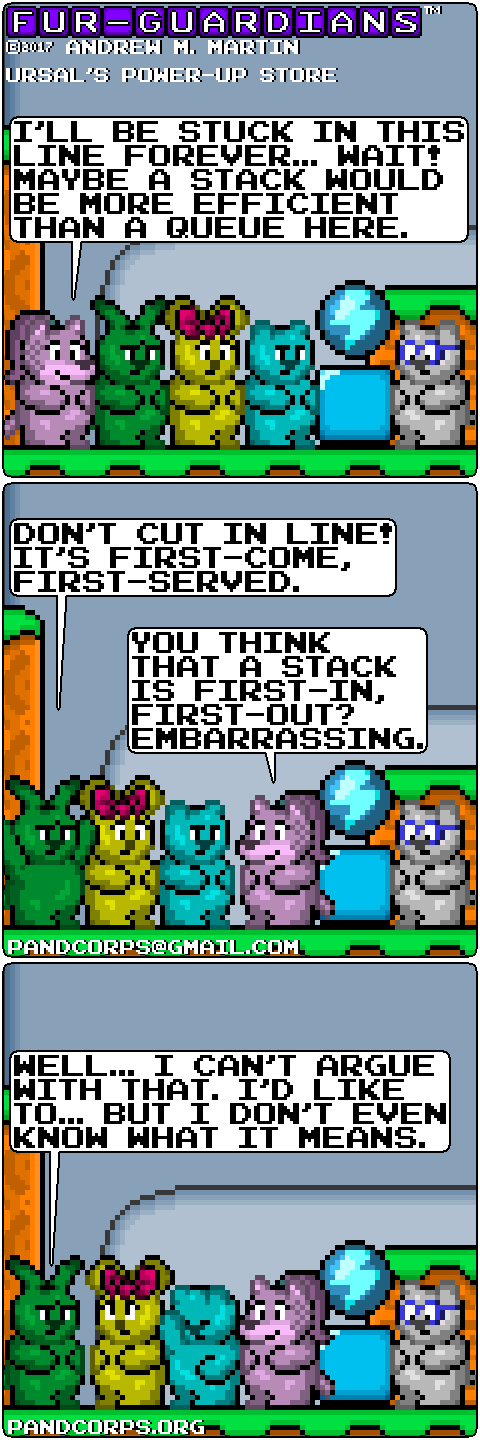 FUR-GUARDIANS™
©2017 ANDREW M. MARTIN
URSAL'S POWER-UP STORE
I'LL BE STUCK IN THIS
LINE FOREVER... WAIT!
MAYBE A STACK WOULD
BE MORE EFFICIENT
THAN A QUEUE HERE.
DON'T CUT IN LINE!
IT'S FIRST-COME,
FIRST-SERVED.
YOU THINK
THAT A STACK
IS FIRST-IN,
FIRST-OUT?
EMBARRASSING.
PANDCORPS@GMAIL.COM
WELL... I CAN'T ARGUE
WITH THAT. I'D LIKE
TO... BUT I DON'T EVEN
KNOW WHAT IT MEANS.
PANDCORPS.ORG